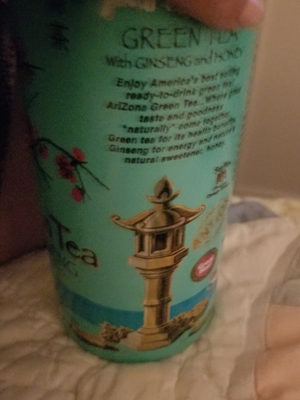 GREEN TEA
With GINSENG and HONEY
Enjoy America's best selling
ready-to-drink green tea!
AriZona Green Tea... Where great
taste and goodness
"naturally" come together.
Green tea for its health benefits,
Ginseng for energy and
natural sweetener, honey.
Tea